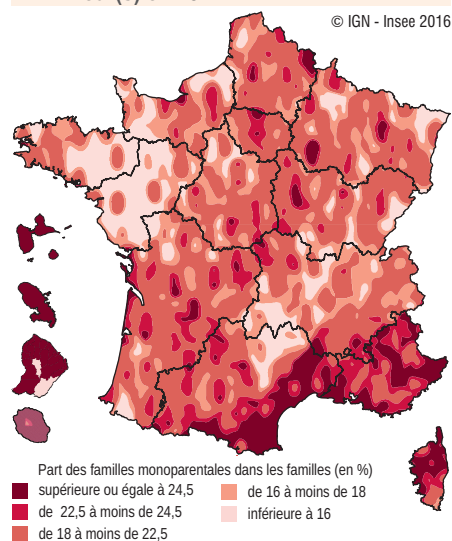 © IGN - Insee 2016
Part des familles monoparentales dans les familles (en %)
supérieure ou égale à 24,5
de 22,5 à moins de 24,5
de 18 à moins de 22,5
de 16 à moins de 18
inférieure à 16